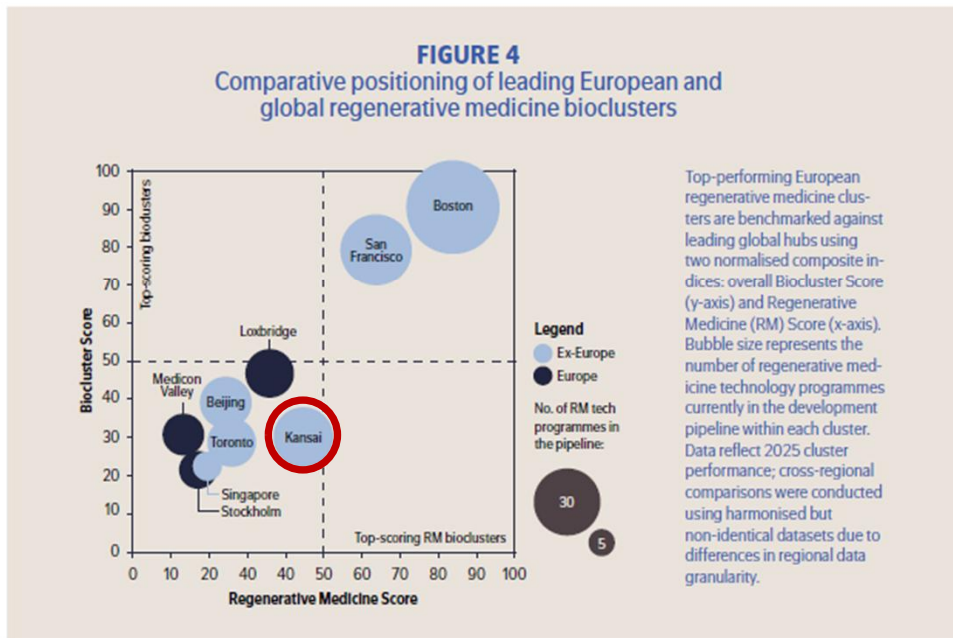 FIGURE 4
Comparative positioning of leading European and
global regenerative medicine bioclusters
100
90
80
70
60
50
40
30
20
10
0
Biocluster Score
Top-scoring bioclusters
Boston
San
Francisco
Loxbridge
Medicon
Valley
Beijing
Toronto
Kansai
Singapore
Stockholm
Top-scoring RM bioclusters
0 10 20 30 40 50 60 70 80 90 100
Regenerative Medicine Score
Legend
Ex-Europe
Europe
No. of RM tech
programmes in
the pipeline:
30
5
Top-performing European
regenerative medicine clus-
ters are benchmarked against
leading global hubs using
two normalised composite in-
dices: overall Biocluster Score
(y-axis) and Regenerative
Medicine (RM) Score (x-axis).
Bubble size represents the
number of regenerative med-
icine technology programmes
currently in the development
pipeline within each cluster.
Data reflect 2025 cluster
performance; cross-regional
comparisons were conducted
using harmonised but
non-identical datasets due to
differences in regional data
granularity.